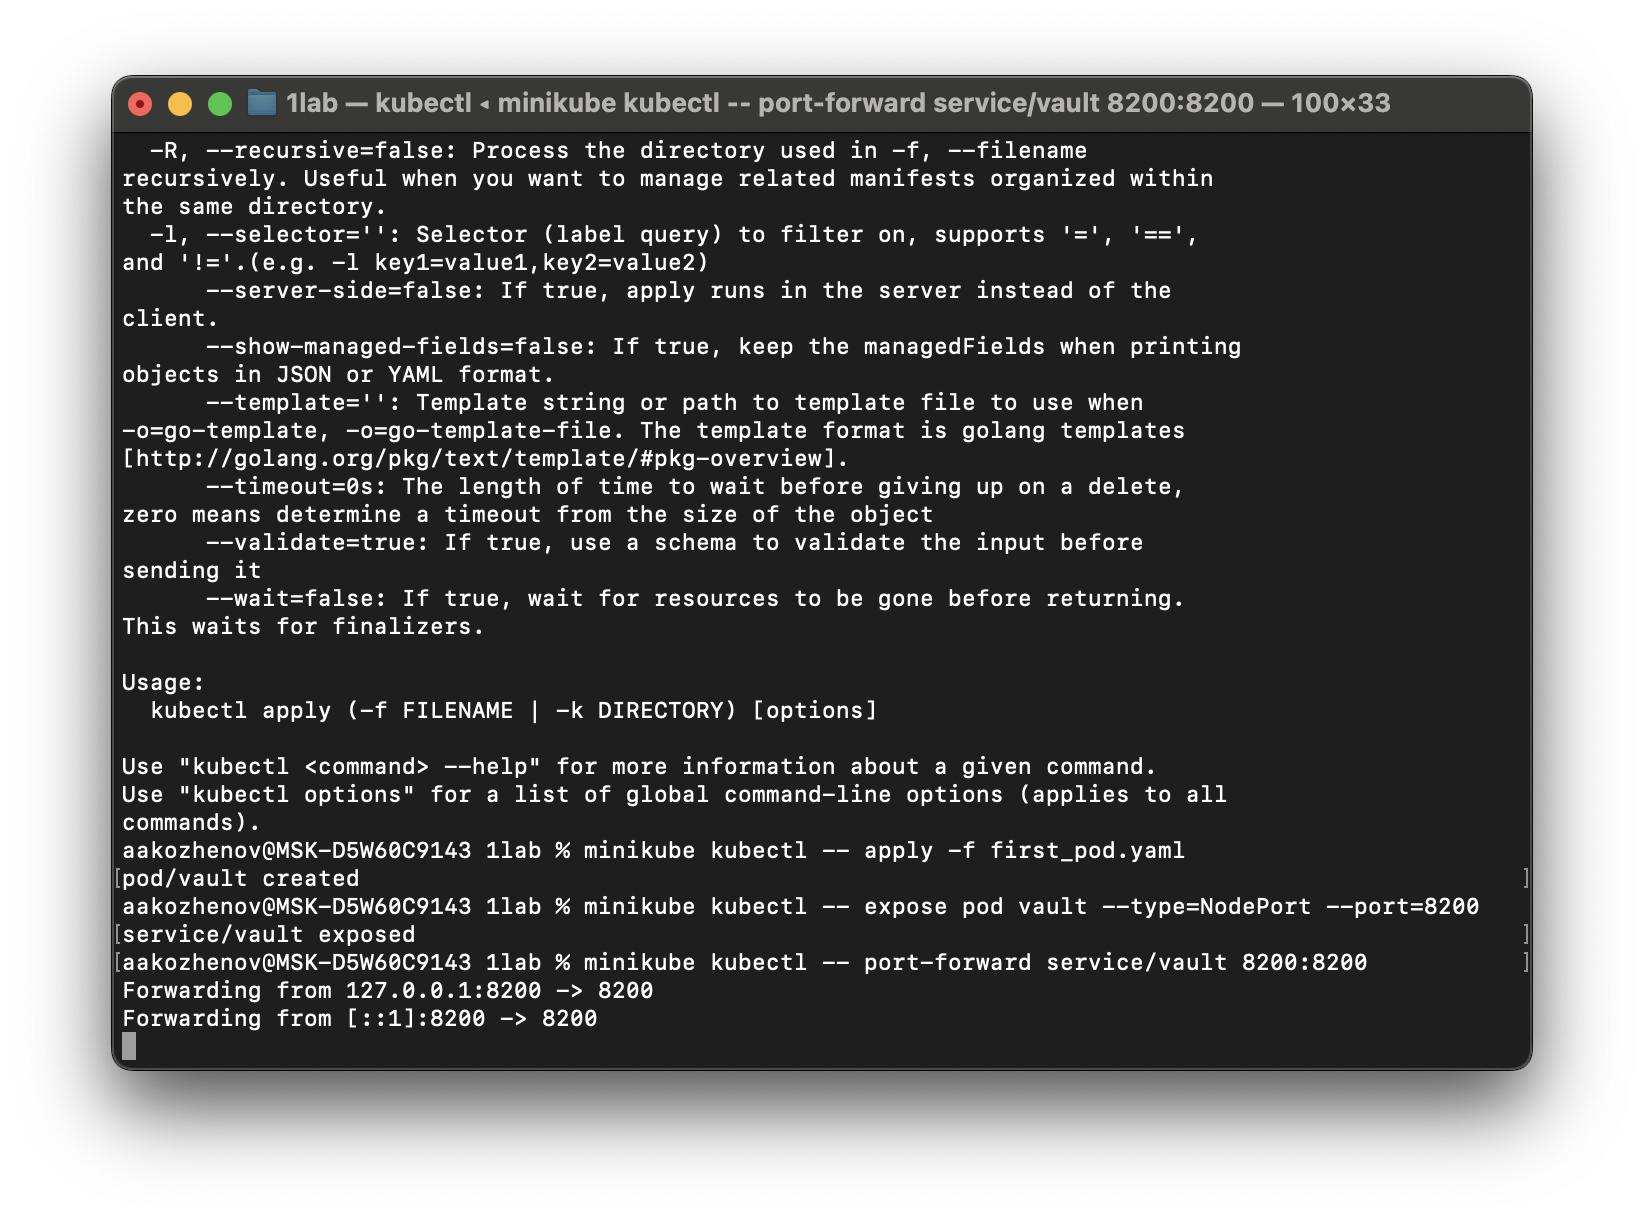 1lab — kubectl ◂ minikube kubectl -- port-forward service/vault 8200:8200 — 100×33
  -R, --recursive=false: Process the directory used in -f, --filename
recursively. Useful when you want to manage related manifests organized within
the same directory.
  -l, --selector='': Selector (label query) to filter on, supports '=', '==',
and '!='.(e.g. -l key1=value1,key2=value2)
      --server-side=false: If true, apply runs in the server instead of the
client.
      --show-managed-fields=false: If true, keep the managedFields when printing
objects in JSON or YAML format.
      --template='': Template string or path to template file to use when
-o=go-template, -o=go-template-file. The template format is golang templates
[http://golang.org/pkg/text/template/#pkg-overview].
      --timeout=0s: The length of time to wait before giving up on a delete,
zero means determine a timeout from the size of the object
      --validate=true: If true, use a schema to validate the input before
sending it
      --wait=false: If true, wait for resources to be gone before returning.
This waits for finalizers.

Usage:
  kubectl apply (-f FILENAME | -k DIRECTORY) [options]

Use "kubectl <command> --help" for more information about a given command.
Use "kubectl options" for a list of global command-line options (applies to all
commands).
aakozhenov@MSK-D5W60C9143 1lab % minikube kubectl -- apply -f first_pod.yaml
[pod/vault created ]
aakozhenov@MSK-D5W60C9143 1lab % minikube kubectl -- expose pod vault --type=NodePort --port=8200
[service/vault exposed ]
[aakozhenov@MSK-D5W60C9143 1lab % minikube kubectl -- port-forward service/vault 8200:8200 ]
Forwarding from 127.0.0.1:8200 -> 8200
Forwarding from [::1]:8200 -> 8200